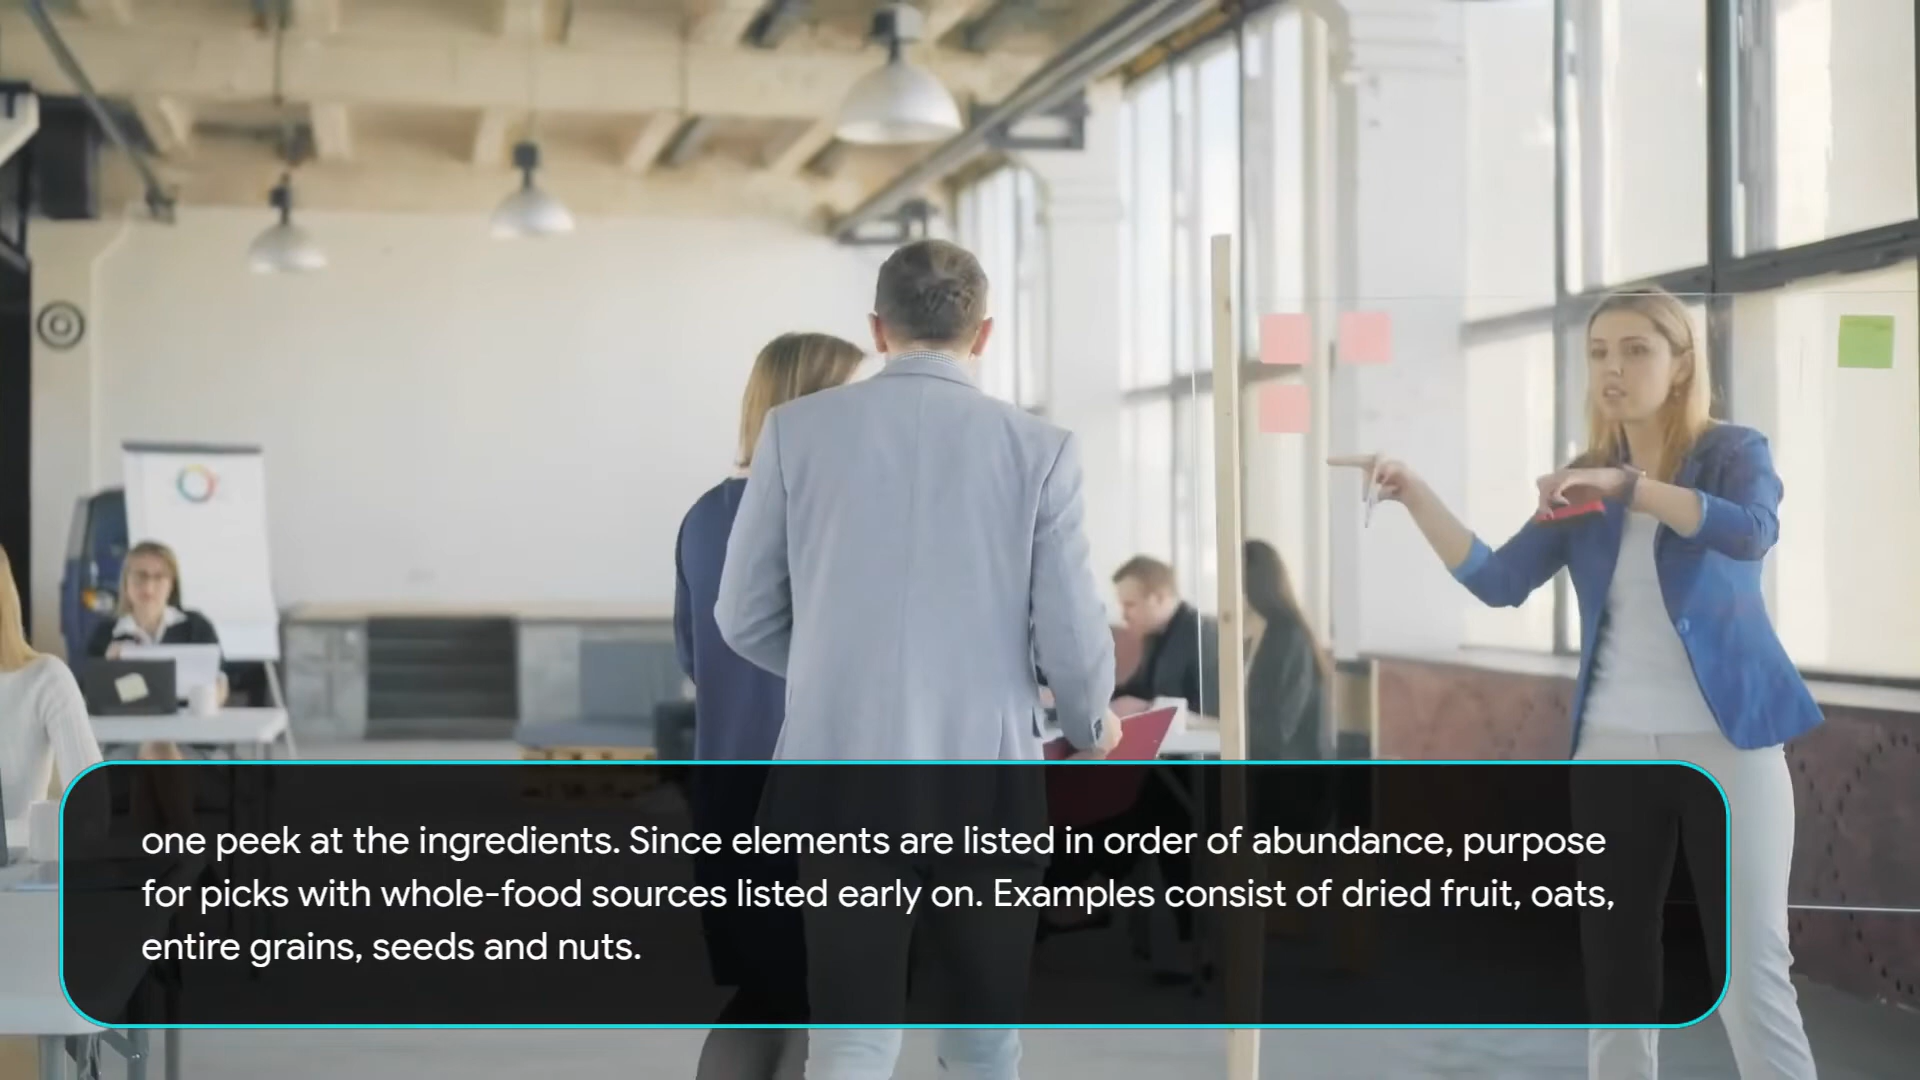 one peek at the ingredients. Since elements are listed in order of abundance, purpose
for picks with whole-food sources listed early on. Examples consist of dried fruit, oats,
entire grains, seeds and nuts.